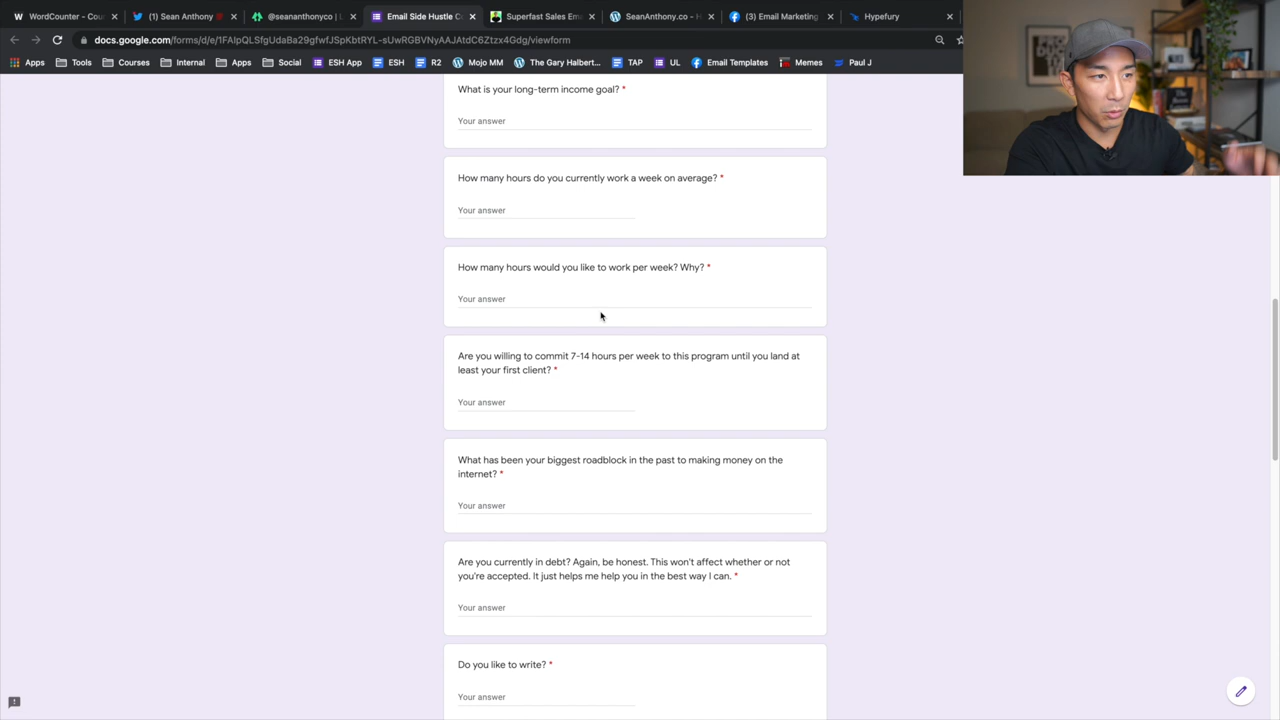 WordCounter - Coun
(1) Sean Anthony
@seananthonyco | L
Email Side Hustle C
Superfast Sales Ema
SeanAnthony.co - H
(3) Email Marketing
Hypefury
docs.google.com/forms/d/e/1FAIpQLSfgUdaBa29gfwfJSpKbtRYL-sUwRGBVNyAAJAtdC6Ztzx4Gdg/viewform
Apps
Tools
Courses
Internal
Apps
Social
ESH App
ESH
R2
Mojo MM
The Gary Halbert...
TAP
UL
Email Templates
Memes
Paul J
What is your long-term income goal? *
Your answer
How many hours do you currently work a week on average? *
Your answer
How many hours would you like to work per week? Why? *
Your answer
Are you willing to commit 7-14 hours per week to this program until you land at
least your first client? *
Your answer
What has been your biggest roadblock in the past to making money on the
internet? *
Your answer
Are you currently in debt? Again, be honest. This won't affect whether or not
you're accepted. It just helps me help you in the best way I can. *
Your answer
Do you like to write? *
Your answer